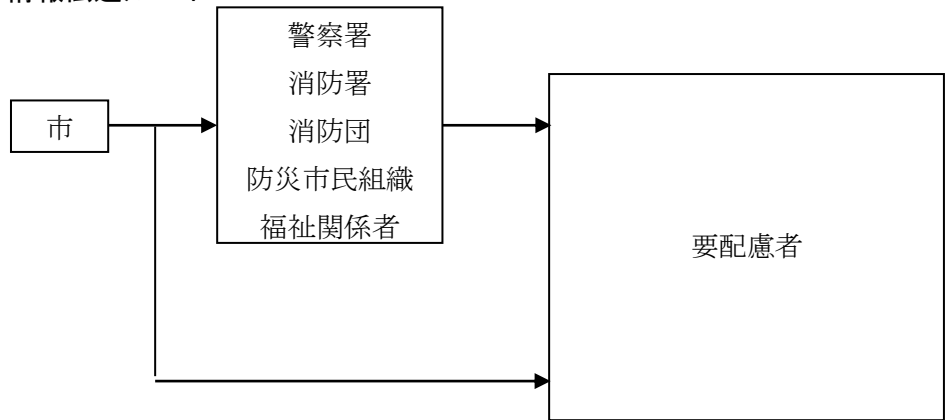 市
警察署
消防署
消防団
防災市民組織
福祉関係者
要配慮者